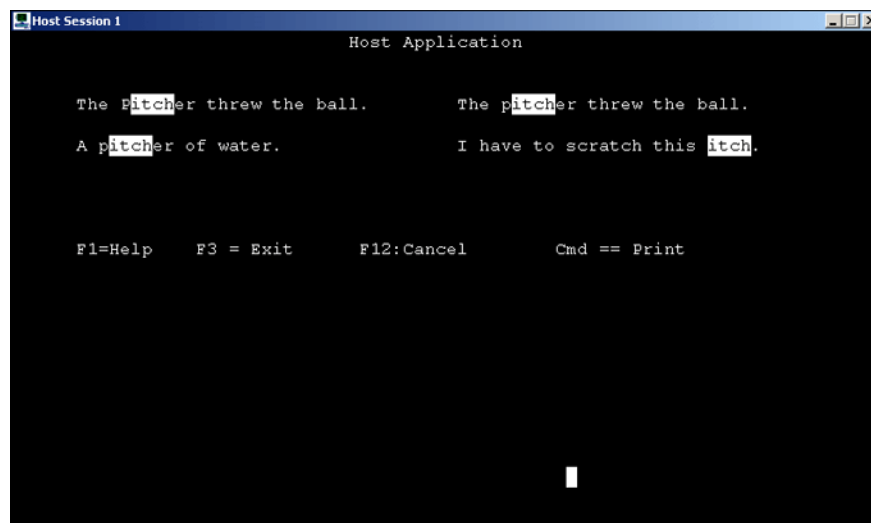 Host Session 1
Host Application
The Pitcher threw the ball. The pitcher threw the ball.
A pitcher of water. I have to scratch this itch.
F1=Help F3 = Exit F12:Cancel Cmd == Print